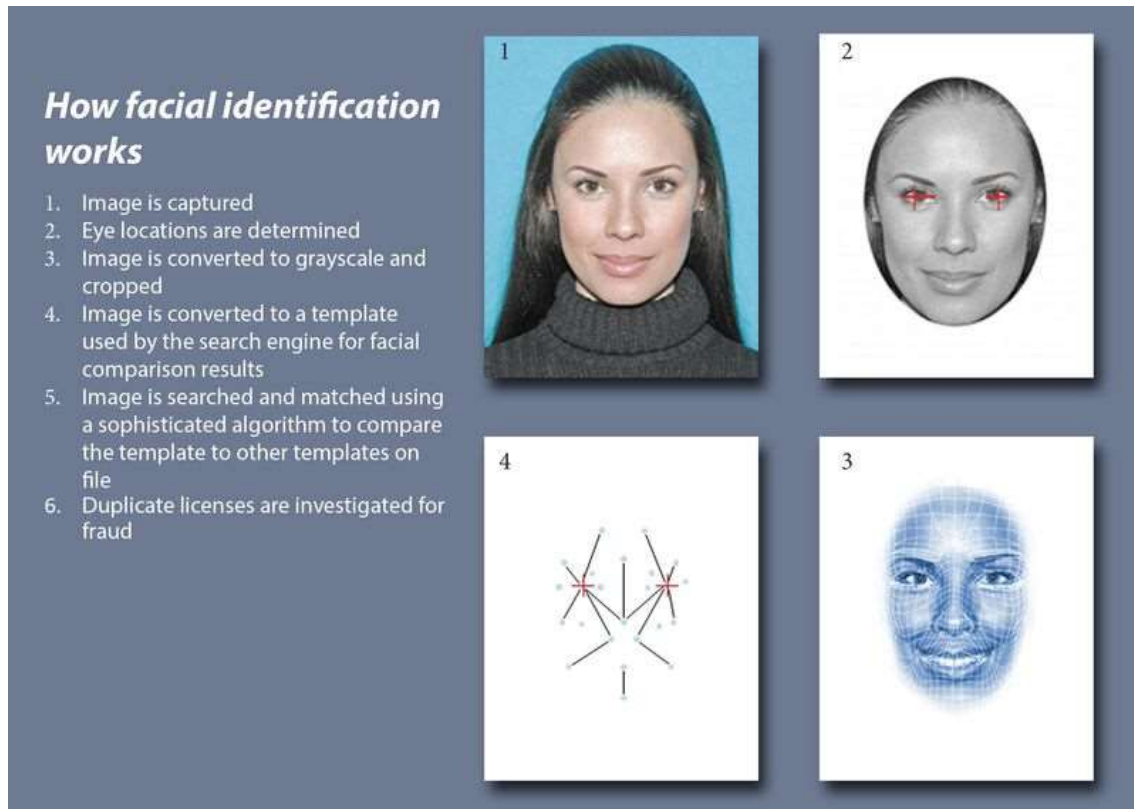 How facial identification
works
1. Image is captured
2. Eye locations are determined
3. Image is converted to grayscale and
cropped
4. Image is converted to a template
used by the search engine for facial
comparison results
5. Image is searched and matched using
a sophisticated algorithm to compare
the template to other templates on
file
6. Duplicate licenses are investigated for
fraud
1
2
4
3